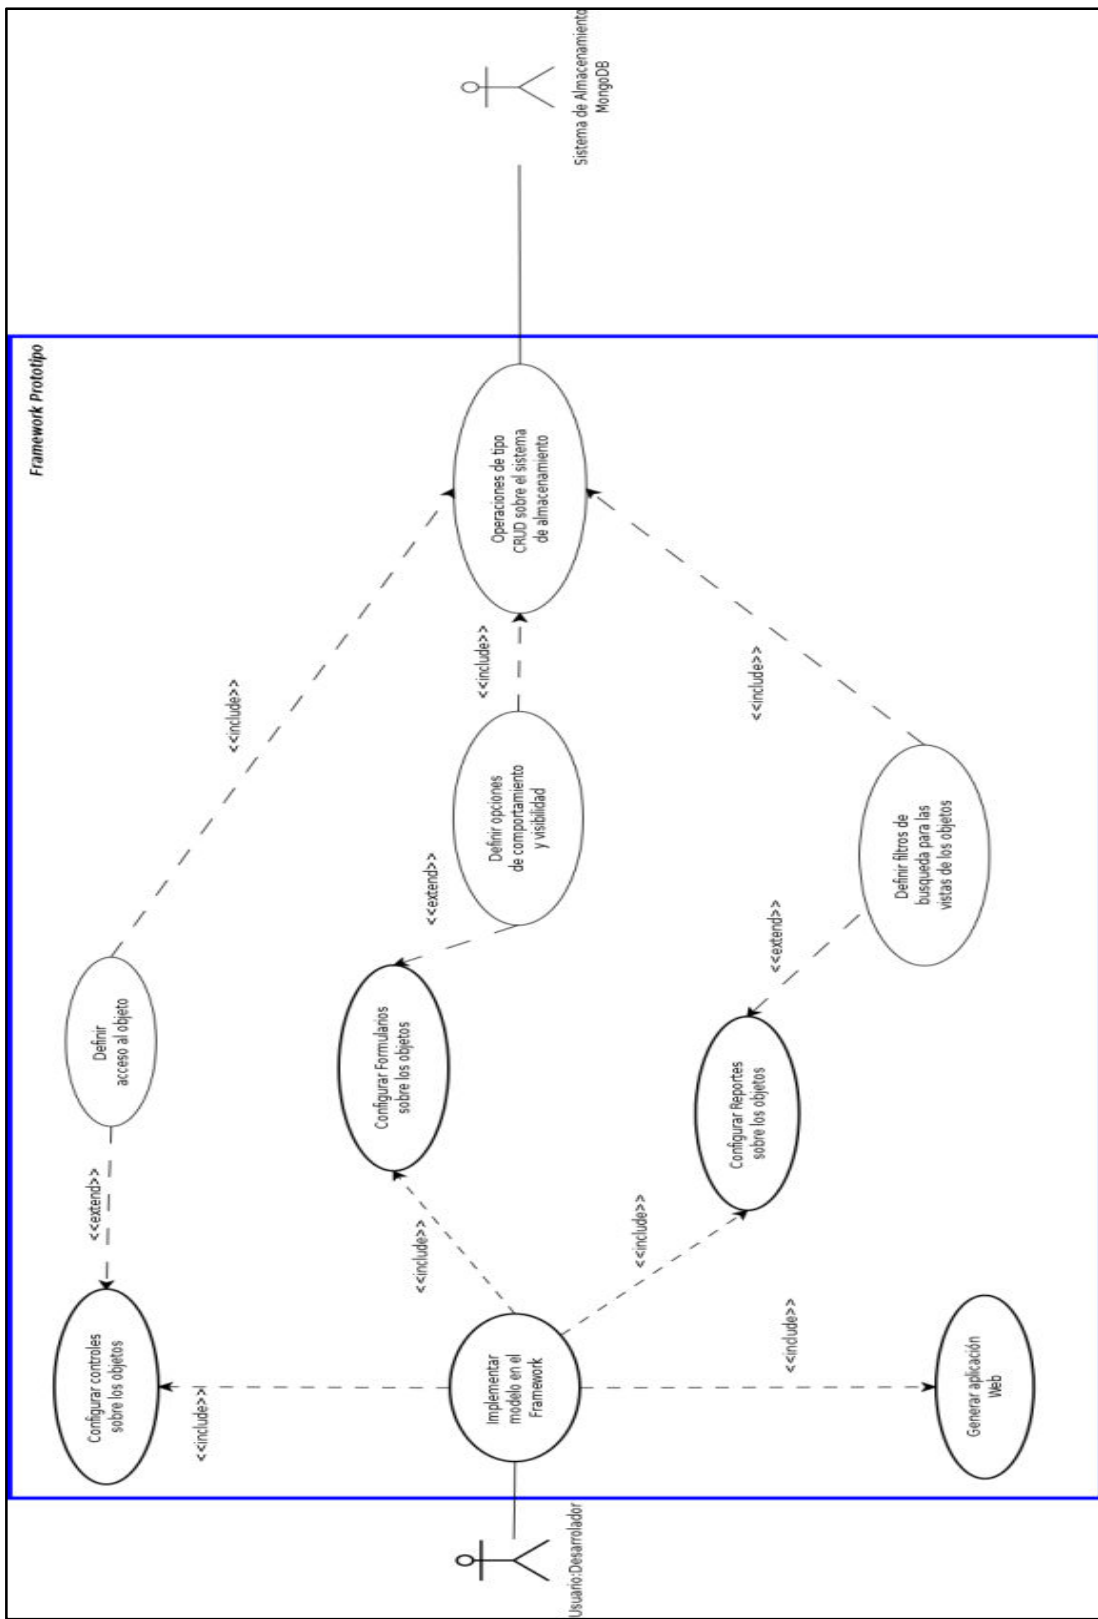 Framework Prototipo
Configurar controles
sobre los objetos
<<extend>>
Definir
acceso al objeto
<<include>>
<<include>>
Configurar Formularios
sobre los objetos
<<include>>
<<extend>>
<<include>>
Implementar
modelo en el
Framework
Definir opciones
de comportamiento
y visibilidad
Operaciones de tipo
CRUD sobre el sistema
de almacenamiento
Usuario:Desarrolador
Sistema de Almacenamiento
MongoDB
<<include>>
Configurar Reportes
sobre los objetos
<<include>>
<<extend>>
<<include>>
Definir filtros de
busqueda para las
vistas de los objetos
Generar aplicación
Web